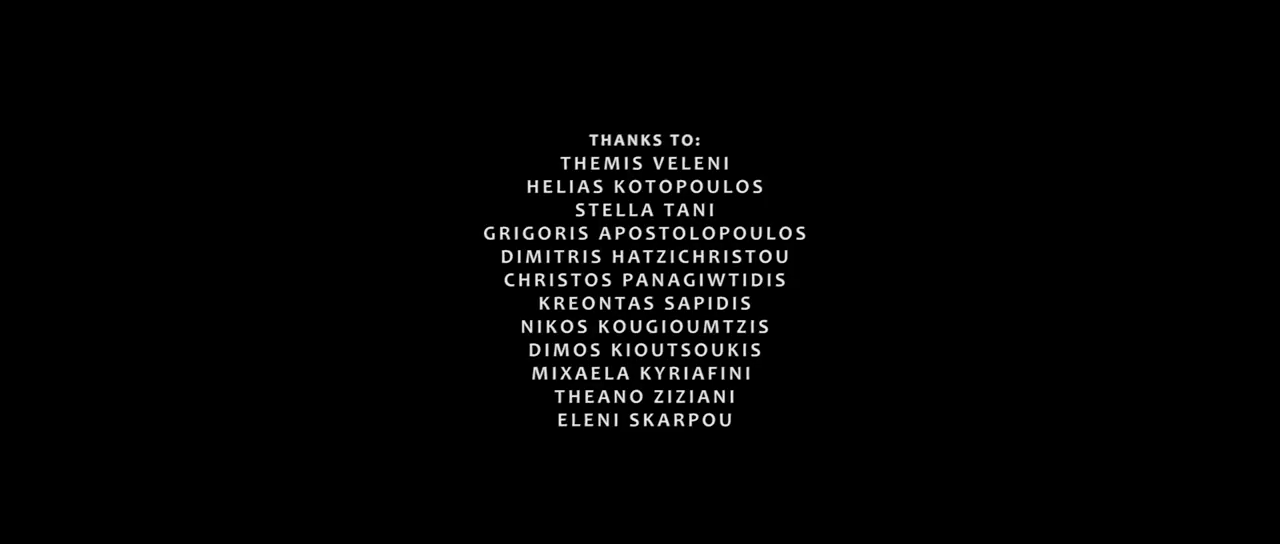 THANKS TO:
THEMIS VELENI
HELIAS KOTOPOULOS
STELLA TANI
GRIGORIS APOSTOLOPOULOS
DIMITRIS HATZICHRISTOU
CHRISTOS PANAGIWTIDIS
KREONTAS SAPIDIS
NIKOS KOUGIOUMTZIS
DIMOS KIOUTSOUKIS
MIXAELA KYRIAFINI
THEANO ZIZIANI
ELENI SKARPOU